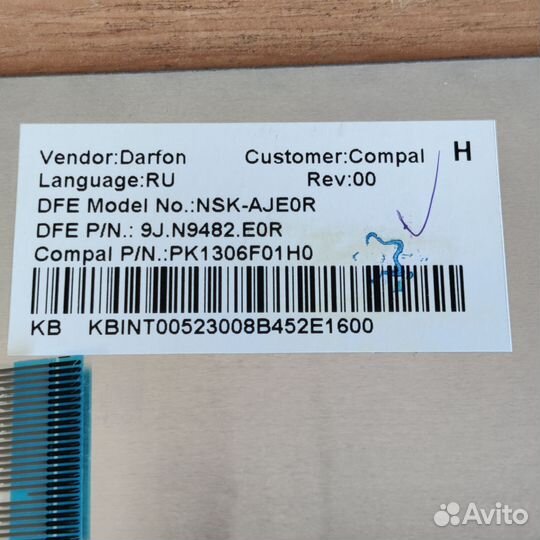 Vendor:Darfon Customer:Compal H
Language:RU Rev:00
DFE Model No.:NSK-AJE0R
DFE P/N.: 9J.N9482.E0R
Compal P/N.:PK1306F01H0
KB KBINT00523008B452E1600
Avito